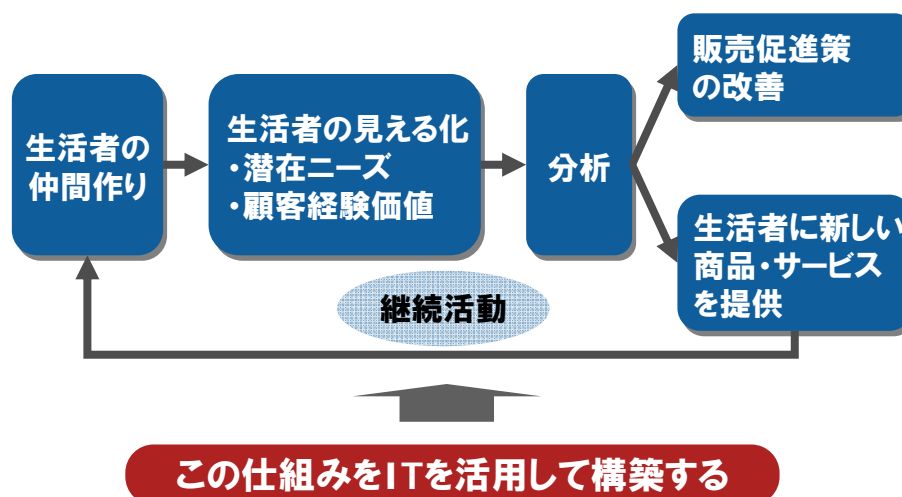 生活者の
仲間作り
生活者の見える化
・潜在ニーズ
・顧客経験価値
分析
販売促進策
の改善
生活者に新しい
商品・サービス
を提供
継続活動
この仕組みをITを活用して構築する